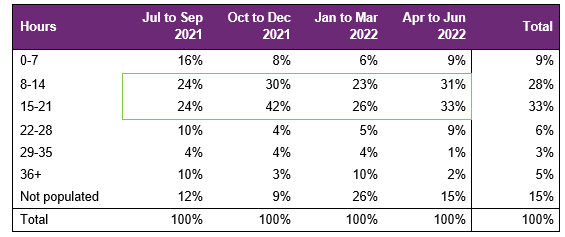 Hours Jul to Sep 2021 Oct to Dec 2021 Jan to Mar 2022 Apr to Jun 2022 Total
0-7 16% 8% 6% 9% 9%
8-14 24% 30% 23% 31% 28%
15-21 24% 42% 26% 33% 33%
22-28 10% 4% 5% 9% 6%
29-35 4% 4% 4% 1% 3%
36+ 10% 3% 10% 2% 5%
Not populated 12% 9% 26% 15% 15%
Total 100% 100% 100% 100% 100%